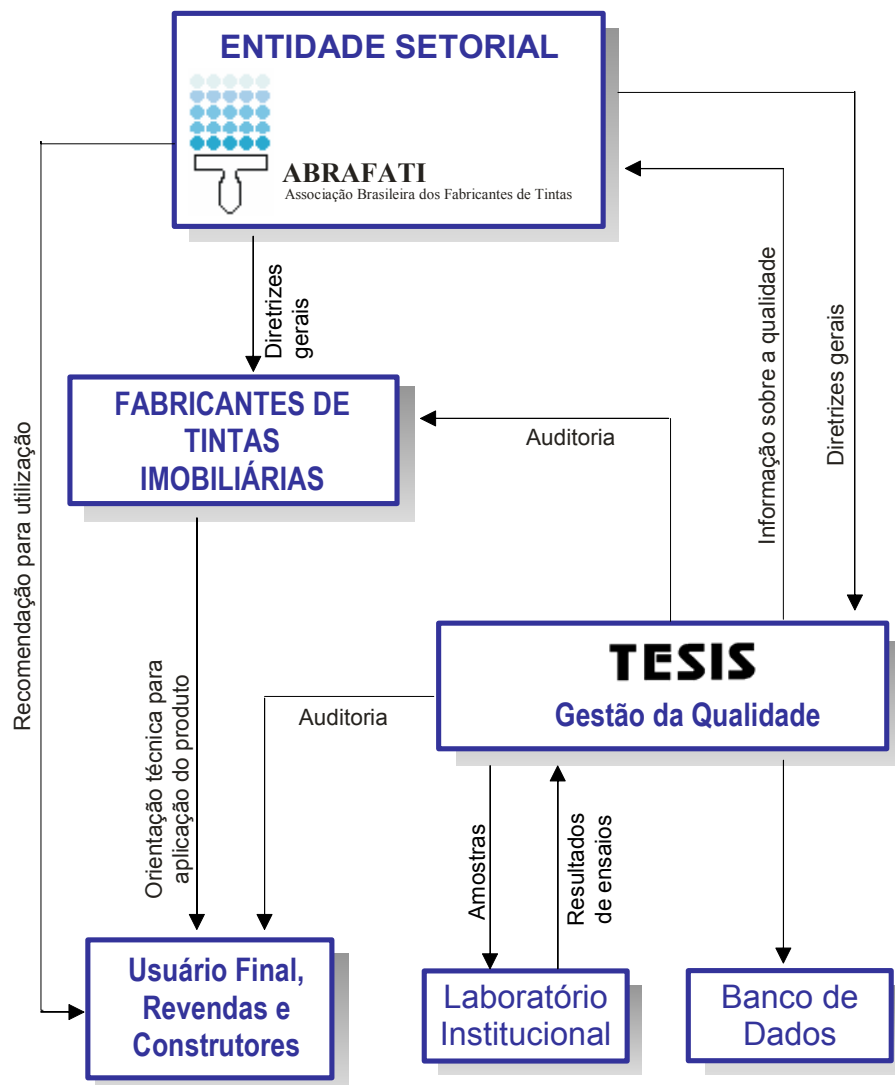 ENTIDADE SETORIAL
ABRAFATI
Associação Brasileira dos Fabricantes de Tintas
Diretrizes
gerais
Informação sobre a qualidade
Diretrizes gerais
Recomendação para utilização
FABRICANTES DE
TINTAS
IMOBILIÁRIAS
Auditoria
Orientação técnica para
aplicação do produto
Auditoria
TESIS
Gestão da Qualidade
Amostras
Resultados
de ensaios
Usuário Final,
Revendas e
Construtores
Laboratório
Institucional
Banco de
Dados